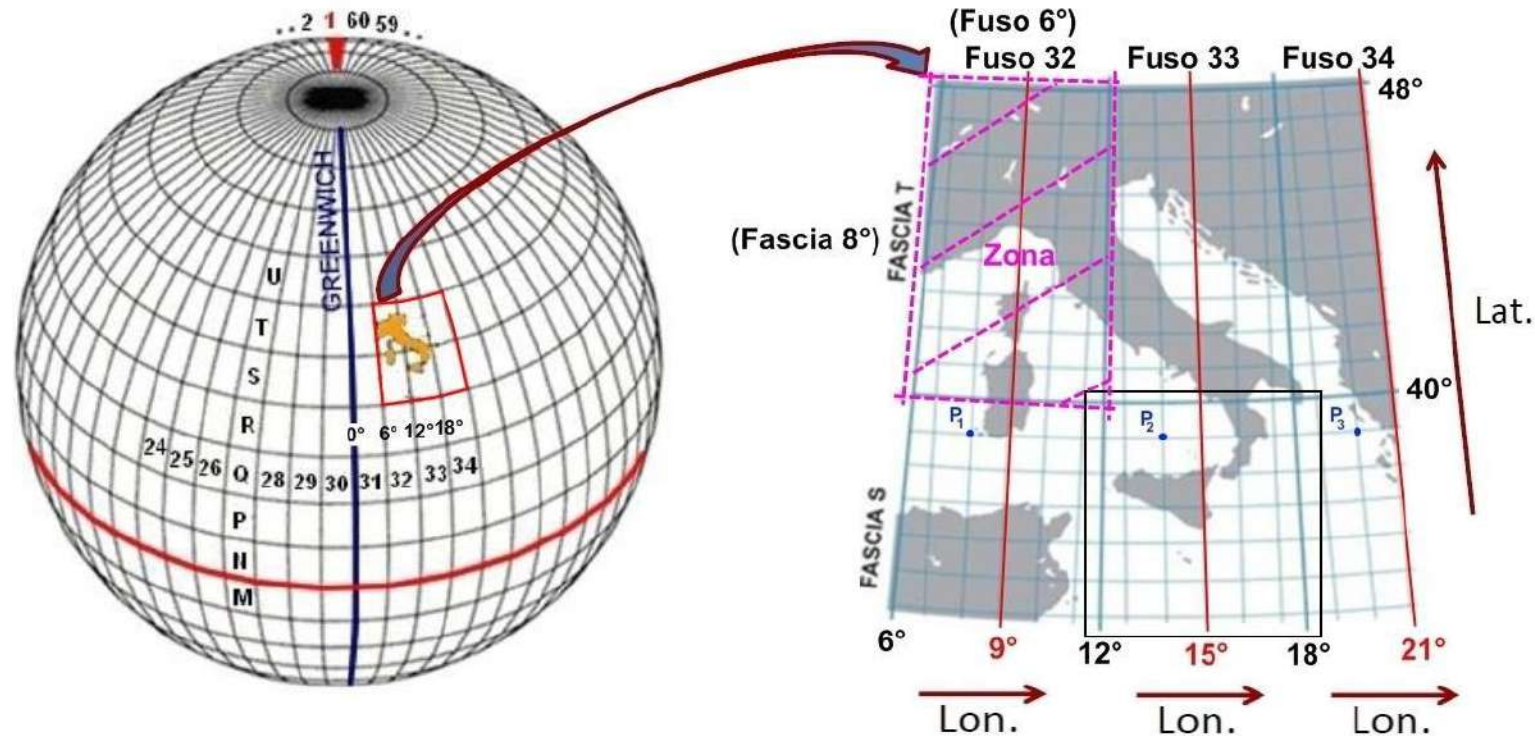 .. 2 1 60 59 ..
GREENWICH
U
T
S
R
Q
P
N
M
0° 6° 12° 18°
24 25 26 28 29 30 31 32 33 34
(Fuso 6°)
Fuso 32 Fuso 33 Fuso 34
48°
FASCIA T
(Fascia 8°)
Zona
Lat.
40°
P1 P2 P3
FASCIA S
6° 9° 12° 15° 18° 21°
Lon. Lon. Lon.